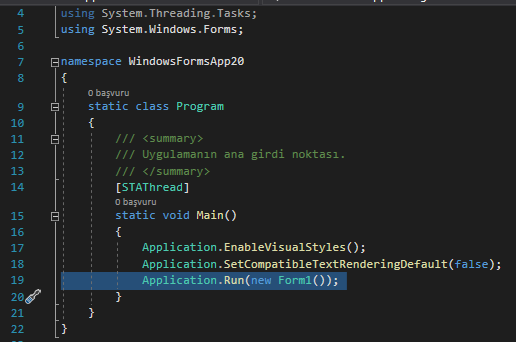 4 using System.Threading.Tasks;
5 using System.Windows.Forms;
6
7 namespace WindowsFormsApp20
8 {
0 başvuru
9 static class Program
10 {
11 /// <summary>
12 /// Uygulamanın ana girdi noktası.
13 /// </summary>
14 [STAThread]
0 başvuru
15 static void Main()
16 {
17 Application.EnableVisualStyles();
18 Application.SetCompatibleTextRenderingDefault(false);
19 Application.Run(new Form1());
20 }
21 }
22 }